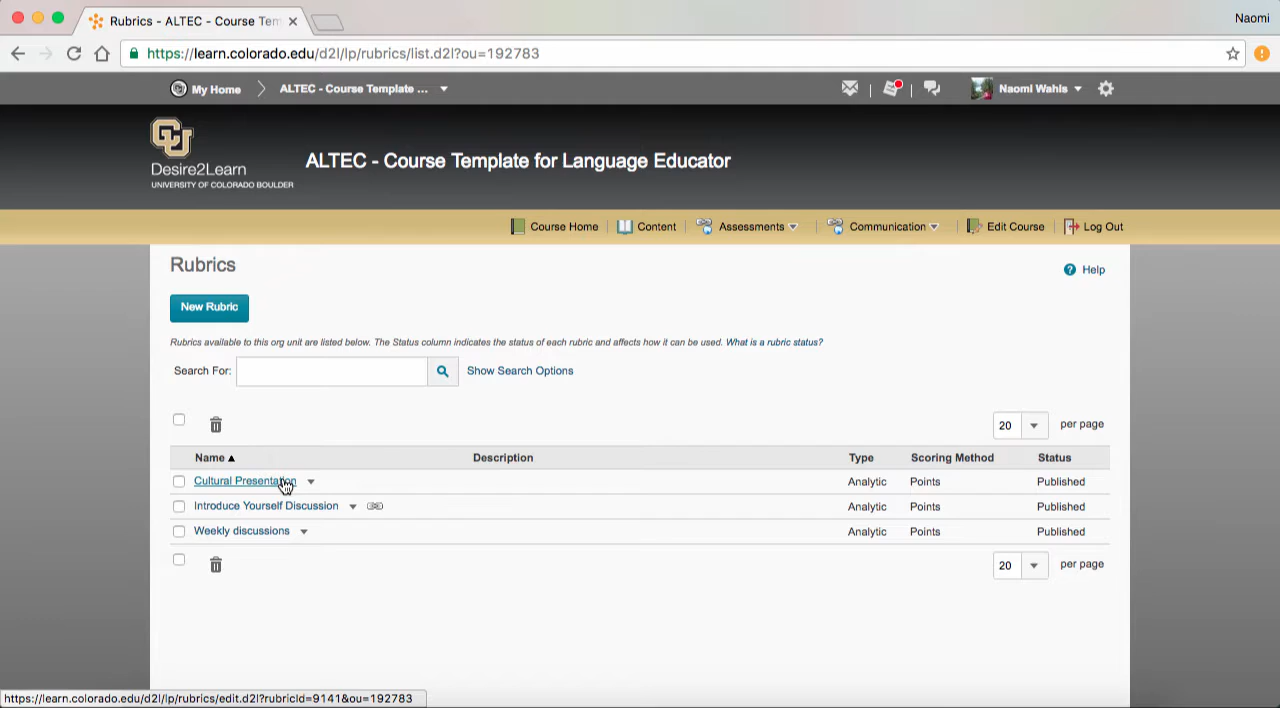 Rubrics - ALTEC - Course Tem
Naomi
https://learn.colorado.edu/d2l/lp/rubrics/list.d2l?ou=192783
My Home
ALTEC - Course Template ...
Naomi Wahls
CU
Desire2Learn
UNIVERSITY OF COLORADO BOULDER
ALTEC - Course Template for Language Educator
Course Home
Content
Assessments
Communication
Edit Course
Log Out
Rubrics
? Help
New Rubric
Rubrics available to this org unit are listed below. The Status column indicates the status of each rubric and affects how it can be used. What is a rubric status?
Search For:
Show Search Options
20 per page
Name Description Type Scoring Method Status
Cultural Presentation Analytic Points Published
Introduce Yourself Discussion Analytic Points Published
Weekly discussions Analytic Points Published
20 per page
https://learn.colorado.edu/d2l/lp/rubrics/edit.d2l?rubricId=9141&ou=192783